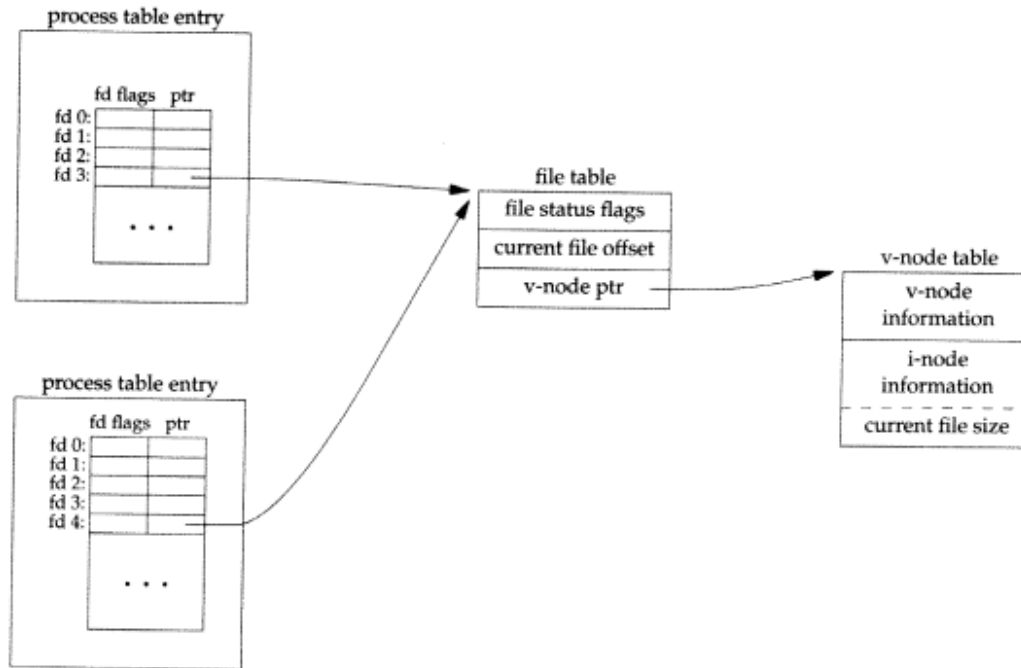 process table entry
fd flags ptr
fd 0:
fd 1:
fd 2:
fd 3:
. . .
file table
file status flags
current file offset
v-node ptr
v-node table
v-node
information
i-node
information
current file size
process table entry
fd flags ptr
fd 0:
fd 1:
fd 2:
fd 3:
fd 4:
. . .